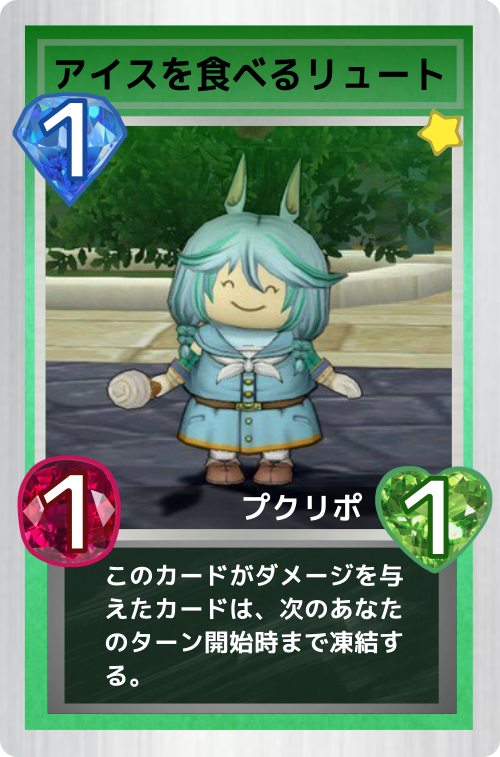 アイスを食べるリュート
1
プクリポ
1
1
このカードがダメージを与
えたカードは、次のあなた
のターン開始時まで凍結す
る。